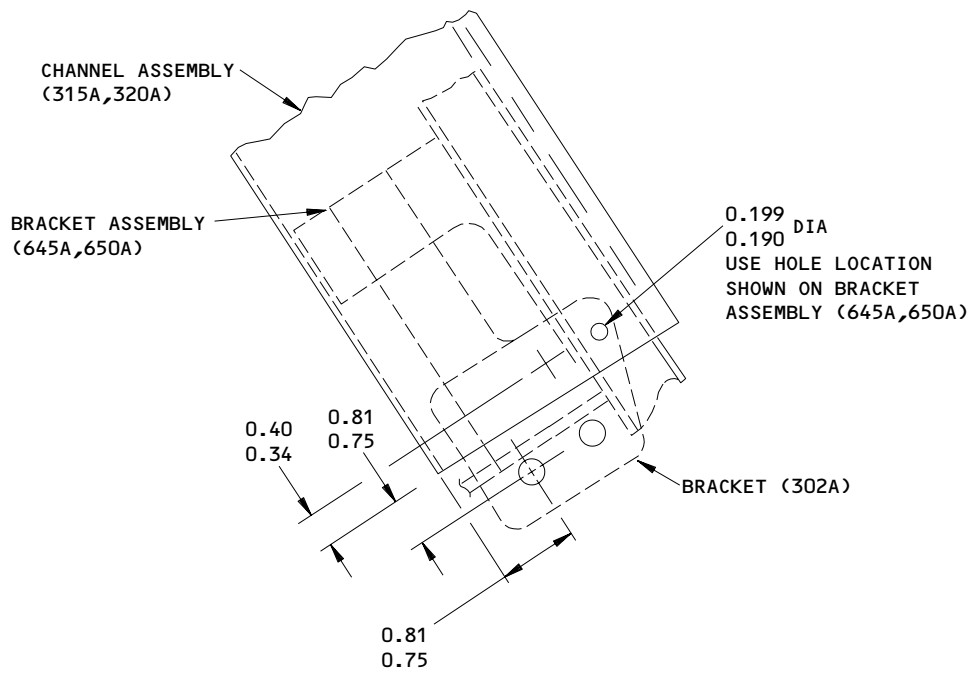 CHANNEL ASSEMBLY
(315A,320A)
BRACKET ASSEMBLY
(645A,650A)
0.199
0.190
DIA
USE HOLE LOCATION
SHOWN ON BRACKET
ASSEMBLY (645A,650A)
0.40
0.34
0.81
0.75
BRACKET (302A)
0.81
0.75